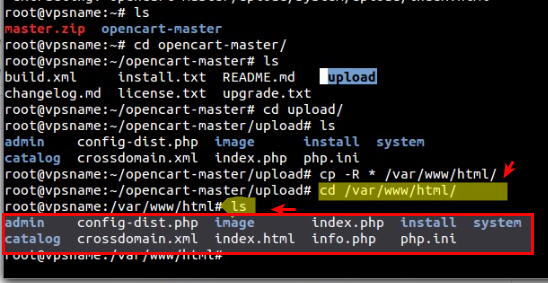 root@vpsname:~# ls
master.zip opencart-master
root@vpsname:~# cd opencart-master/
root@vpsname:~/opencart-master# ls
build.xml install.txt README.md upload
changelog.md license.txt upgrade.txt
root@vpsname:~/opencart-master# cd upload/
root@vpsname:~/opencart-master/upload# ls
admin config-dist.php image install system
catalog crossdomain.xml index.php php.ini
root@vpsname:~/opencart-master/upload# cp -R * /var/www/html/
root@vpsname:~/opencart-master/upload# cd /var/www/html/
root@vpsname:/var/www/html# ls
admin config-dist.php image index.php install system
catalog crossdomain.xml index.html info.php php.ini
root@vpsname:/var/www/html#